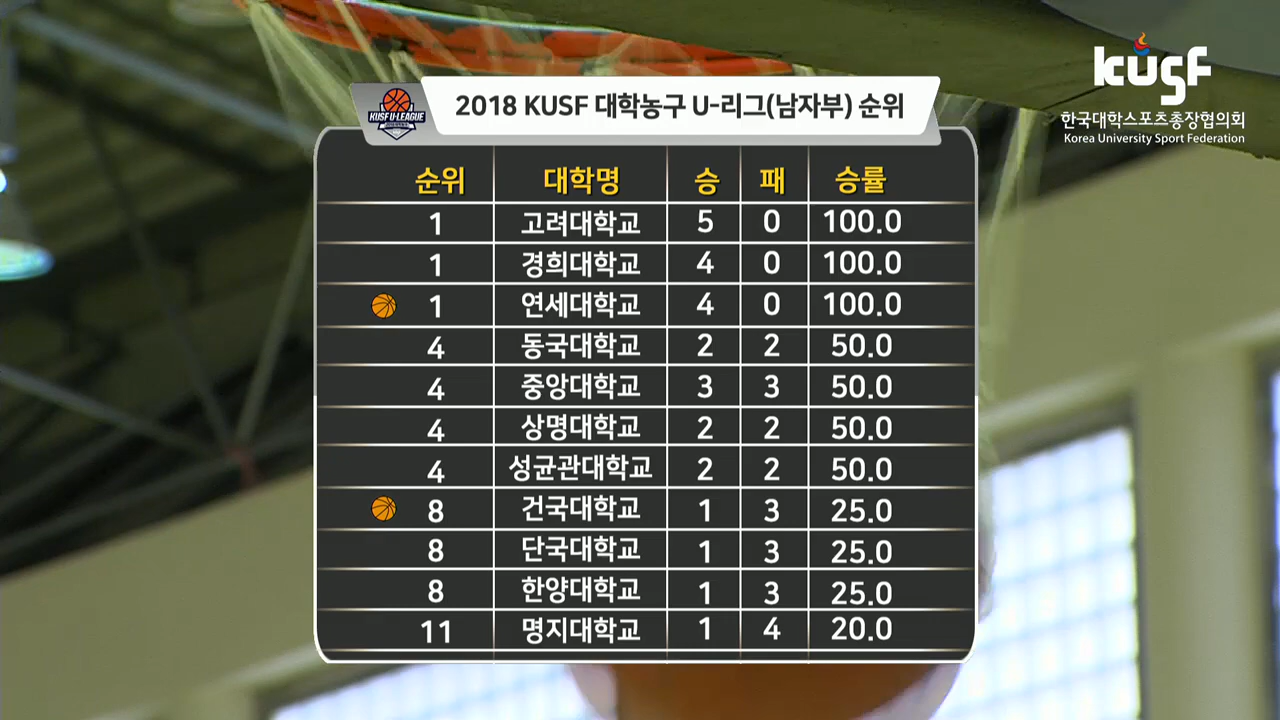 kusf
한국대학스포츠총장협의회
Korea University Sport Federation
KUSF U-LEAGUE
2018 KUSF 대학농구 U-리그(남자부) 순위
순위 대학명 승 패 승률
1 고려대학교 5 0 100.0
1 경희대학교 4 0 100.0
1 연세대학교 4 0 100.0
4 동국대학교 2 2 50.0
4 중앙대학교 3 3 50.0
4 상명대학교 2 2 50.0
4 성균관대학교 2 2 50.0
8 건국대학교 1 3 25.0
8 단국대학교 1 3 25.0
8 한양대학교 1 3 25.0
11 명지대학교 1 4 20.0